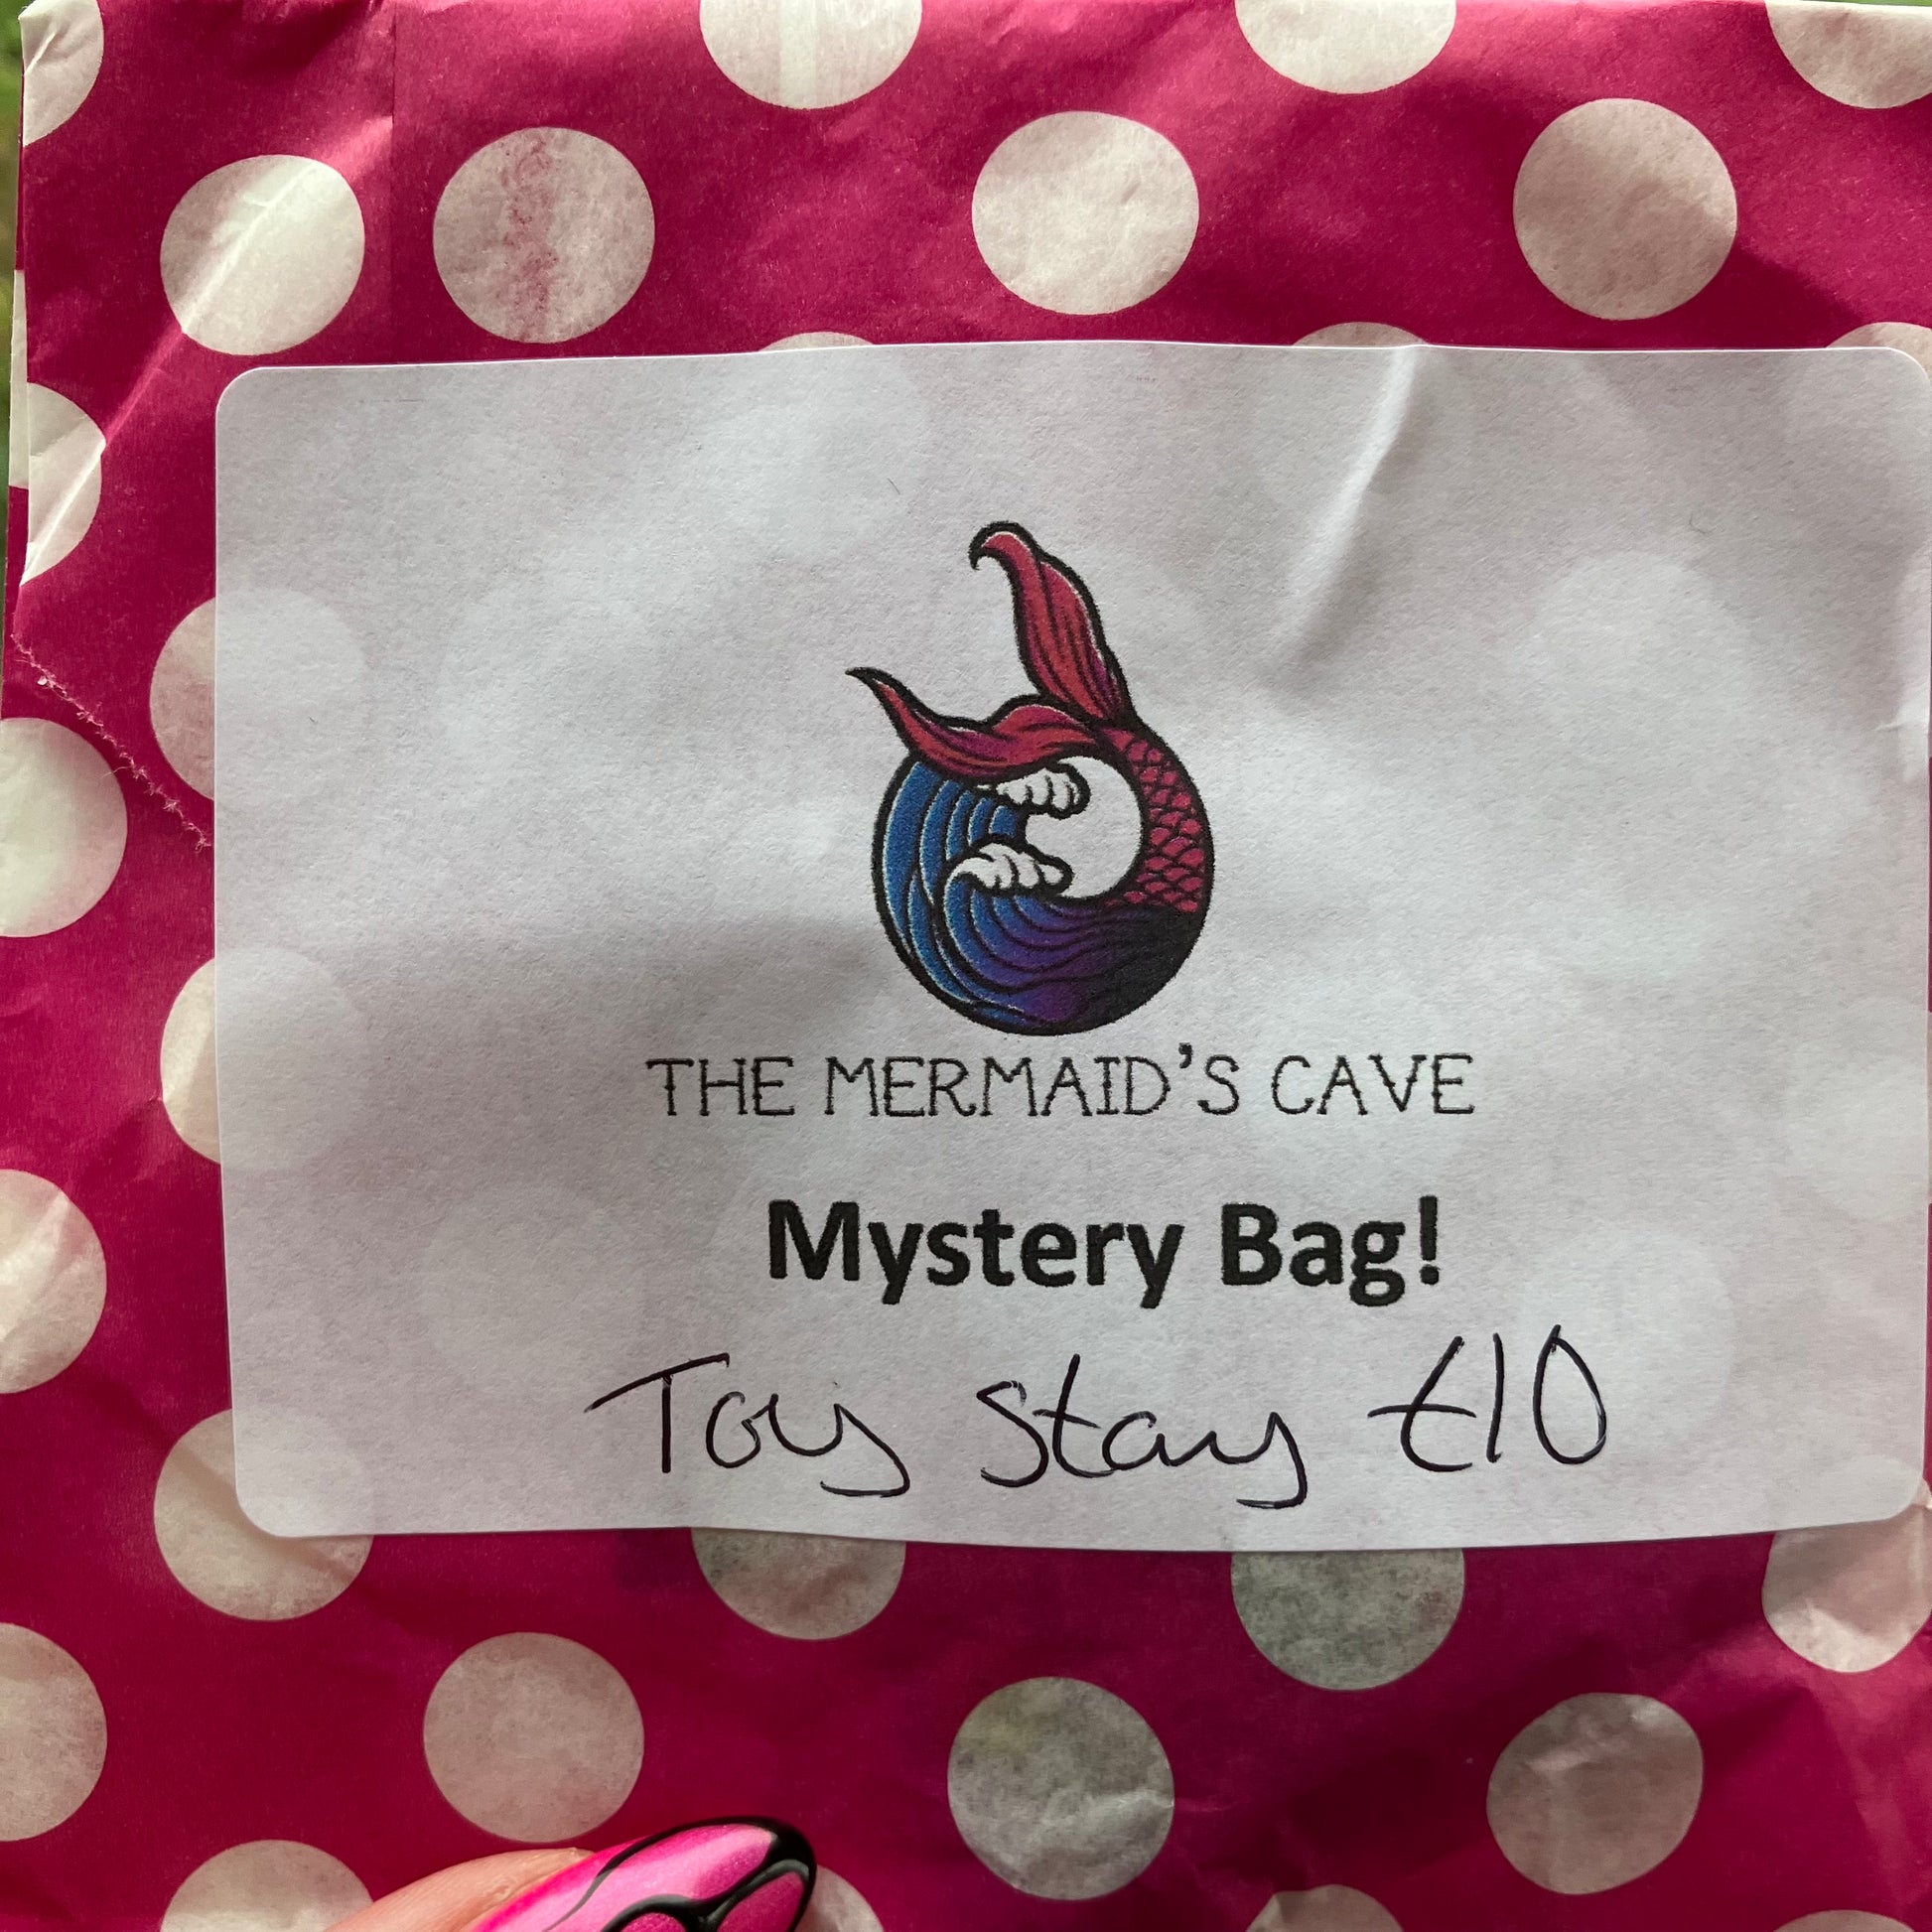 THE MERMAID'S CAVE
Mystery Bag!
Toy Story £10